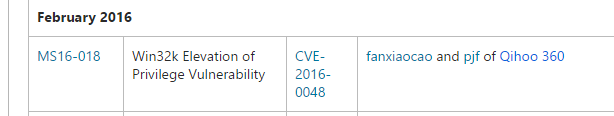 February 2016
MS16-018 Win32k Elevation of CVE- fanxiaocao and pjf of Qihoo 360
Privilege Vulnerability 2016-
0048